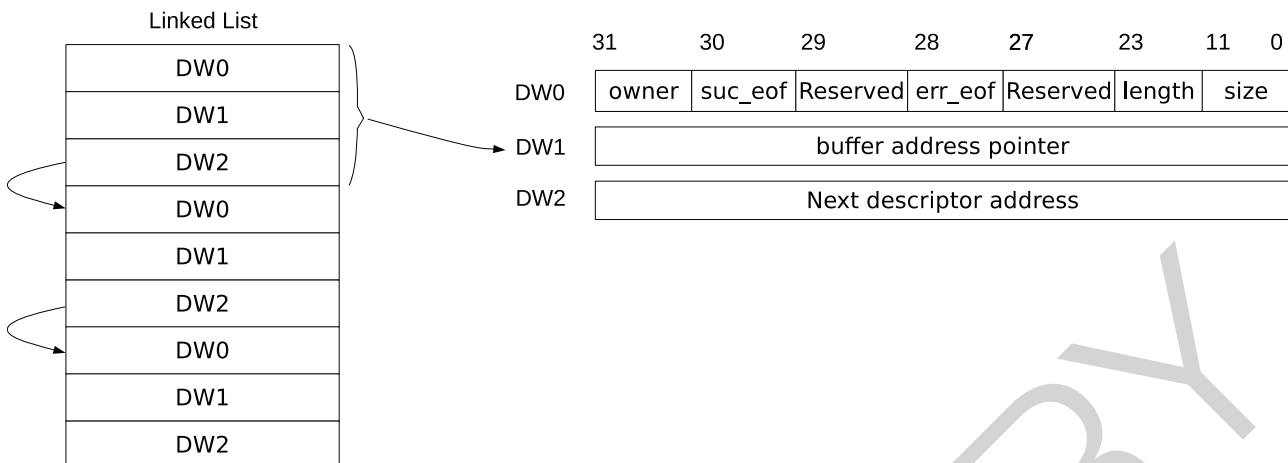 Linked List
DW0
DW1
DW2
DW0
DW1
DW2
DW0
DW1
DW2
31 30 29 28 27 23 11 0
DW0 owner suc_eof Reserved err_eof Reserved length size
DW1 buffer address pointer
DW2 Next descriptor address
BY